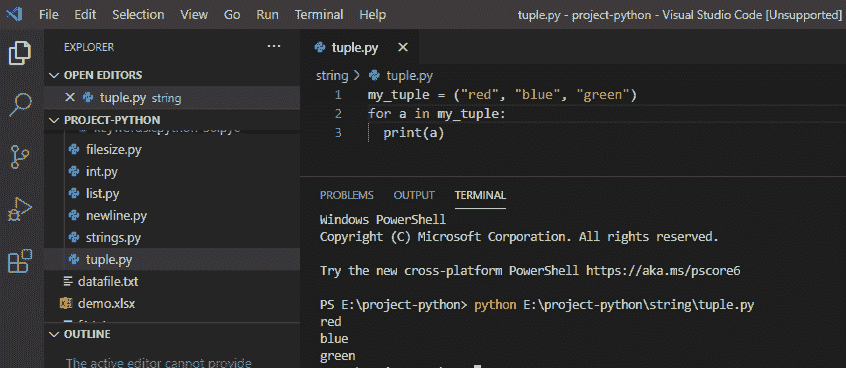 File Edit Selection View Go Run Terminal Help tuple.py - project-python - Visual Studio Code [Unsupported]
EXPLORER ...
OPEN EDITORS
tuple.py string
PROJECT-PYTHON
filesize.py
int.py
list.py
newline.py
strings.py
tuple.py
datafile.txt
demo.xlsx
OUTLINE
The active editor cannot provide
tuple.py
string > tuple.py
1 my_tuple = ("red", "blue", "green")
2 for a in my_tuple:
3 print(a)
PROBLEMS OUTPUT TERMINAL
Windows PowerShell
Copyright (C) Microsoft Corporation. All rights reserved.
Try the new cross-platform PowerShell https://aka.ms/pscore6
PS E:\project-python> python E:\project-python\string\tuple.py
red
blue
green